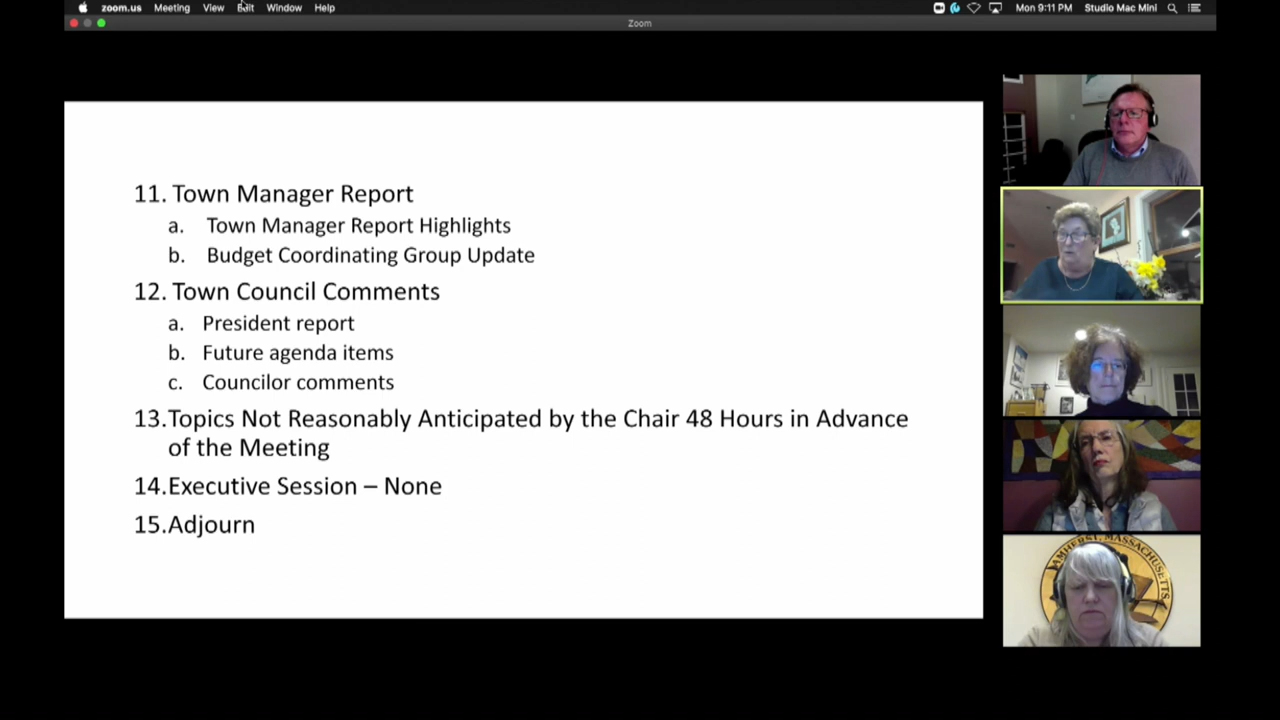 zoom.us Meeting View Edit Window Help Mon 9:11 PM Studio Mac Mini
Zoom
11. Town Manager Report
a. Town Manager Report Highlights
b. Budget Coordinating Group Update
12. Town Council Comments
a. President report
b. Future agenda items
c. Councilor comments
13.Topics Not Reasonably Anticipated by the Chair 48 Hours in Advance
of the Meeting
14.Executive Session – None
15.Adjourn
AMHERST, MASSACHUSETTS